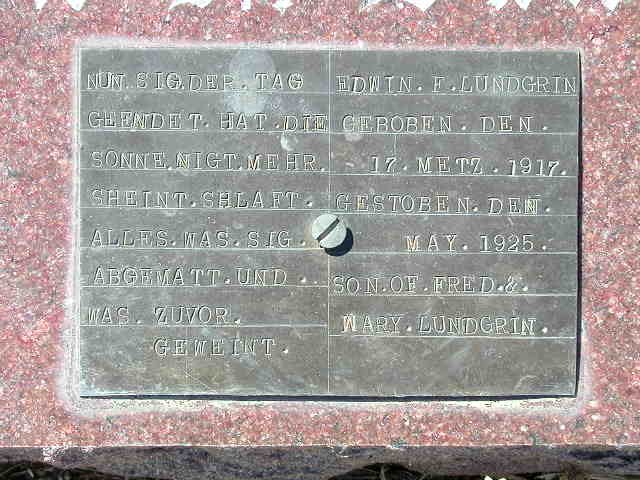 NUN. SIG. DER. TAG
GEENDET. HAT. DIE
SONNE. NIGT. MEHR.
SHEINT. SHLAFT.
ALLES. WAS. SIG.
ABGEMATT. UND ..
WAS. ZUVOR.
GEWEINT.
EDWIN. F. LUNDGRIN
GEBOBEN. DEN.
17. METZ. 1917.
GESTOBEN. DEN.
MAY. 1925.
SON. OF. FRED. &.
MARY. LUNDGRIN.